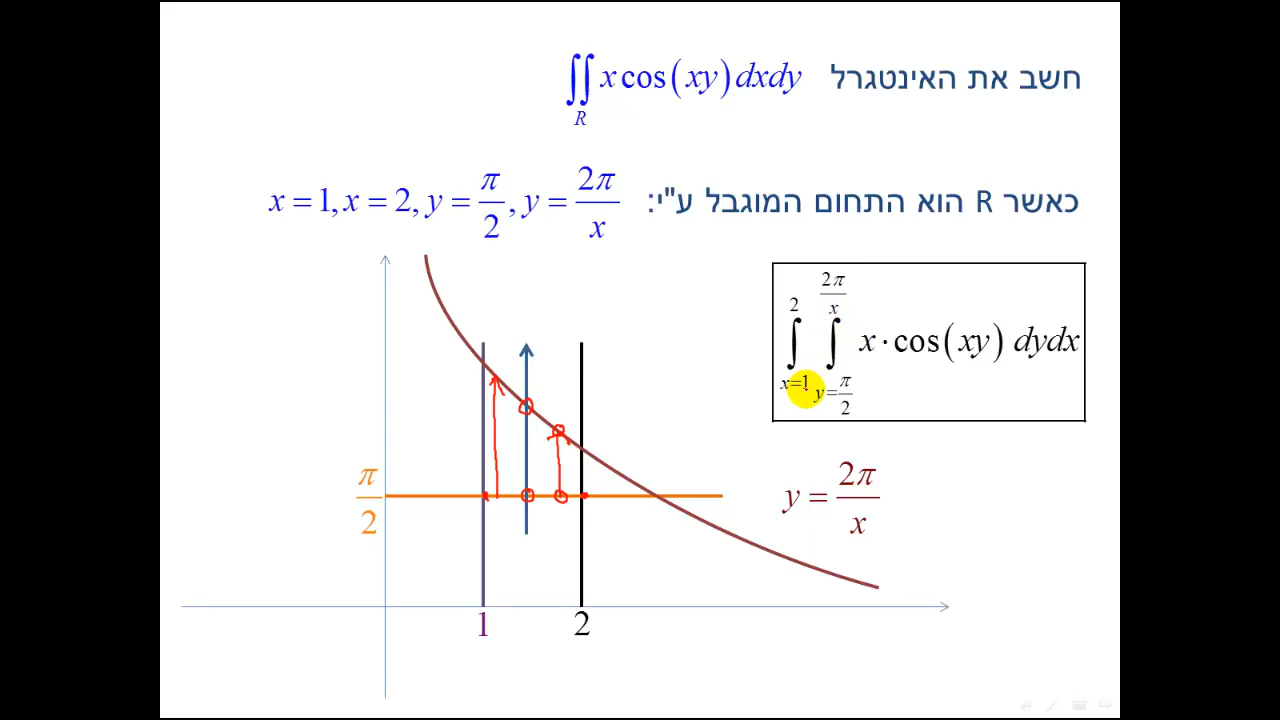 חשב את האינטגרל ∬_R x cos(xy) dxdy
כאשר R הוא התחום המוגבל ע"י: x = 1, x = 2, y = π/2, y = 2π/x
∫_{x=1}^{2} ∫_{y=π/2}^{2π/x} x · cos(xy) dydx
π/2
y = 2π/x
1
2